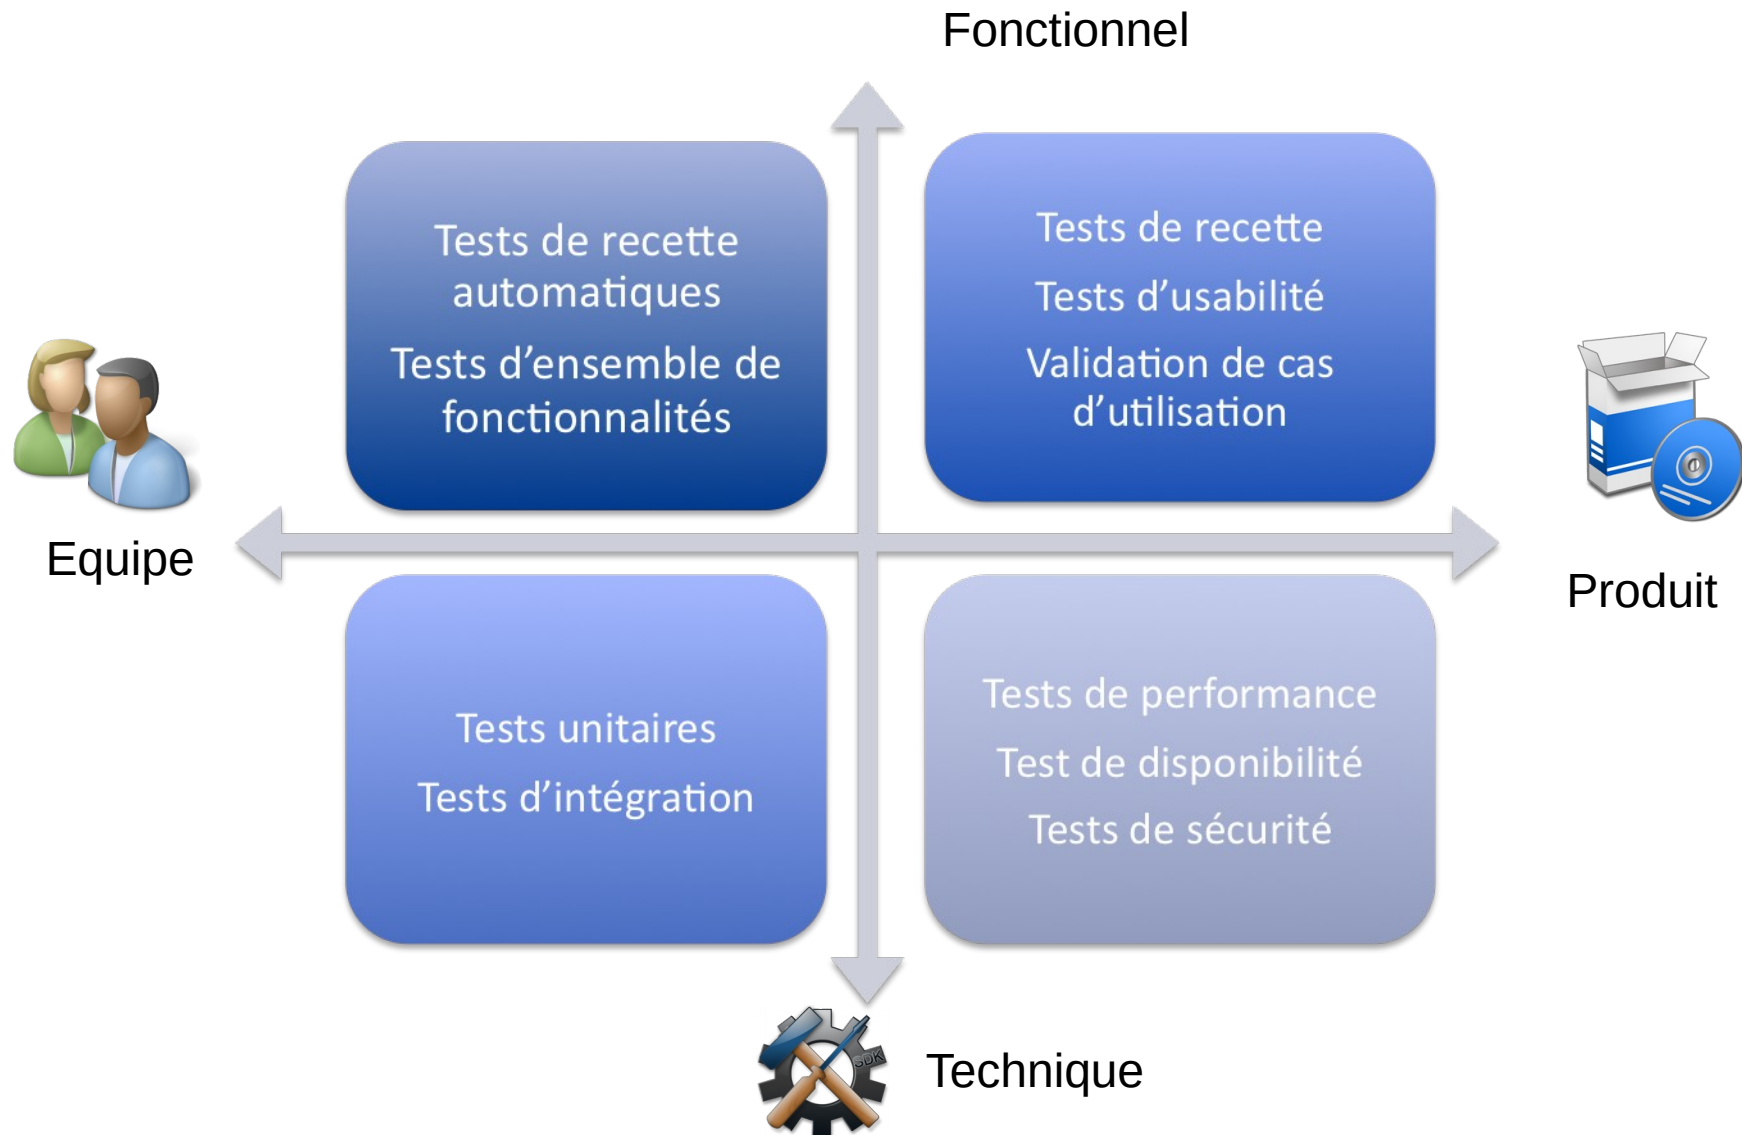 Fonctionnel
Tests de recette
automatiques
Tests d’ensemble de
fonctionnalités
Tests de recette
Tests d’usabilité
Validation de cas
d’utilisation
Equipe
Produit
Tests unitaires
Tests d’intégration
Tests de performance
Test de disponibilité
Tests de sécurité
SDK
Technique